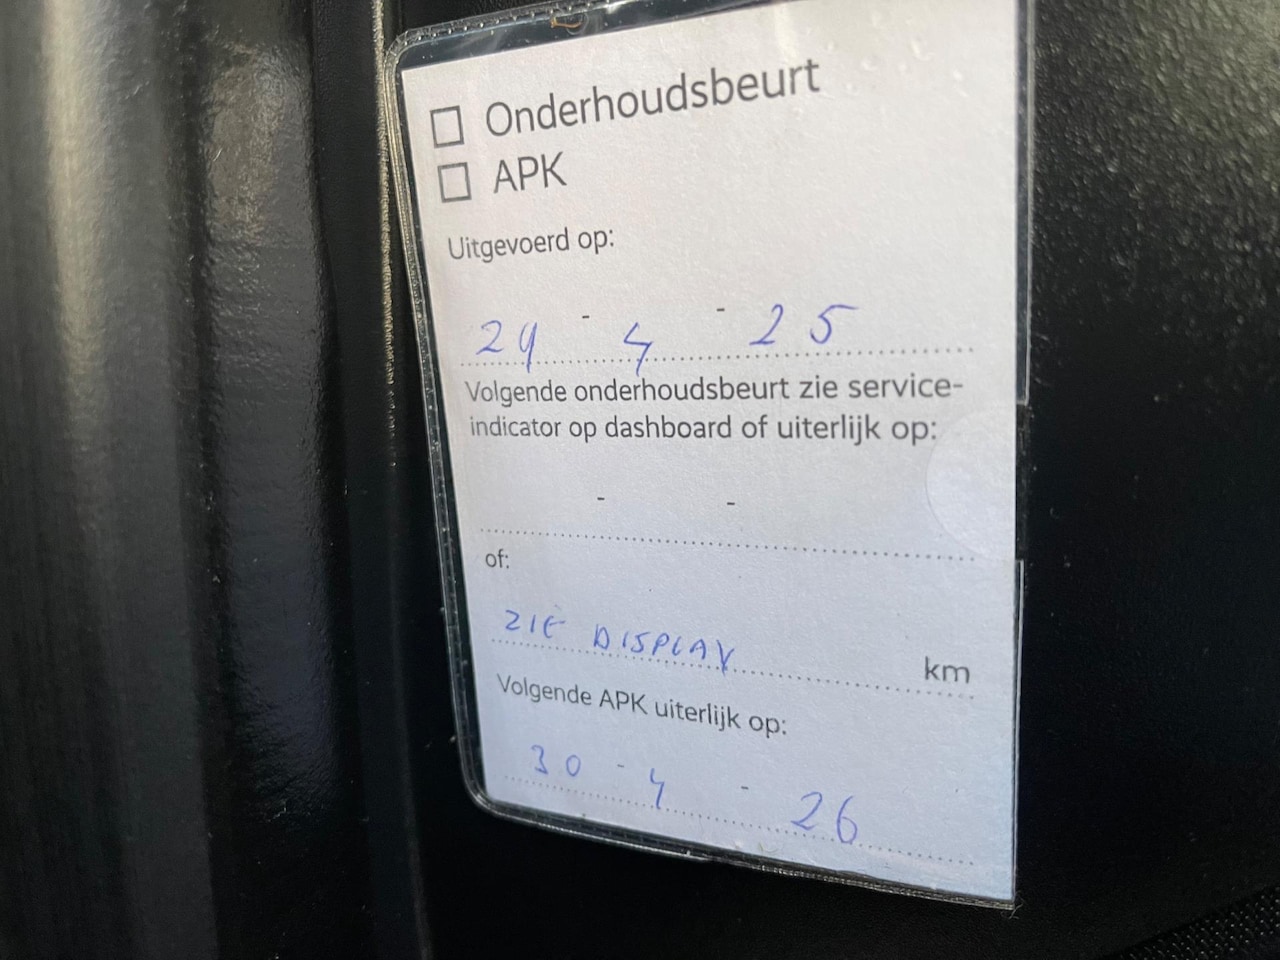 Onderhoudsbeurt
APK
Uitgevoerd op:
29 - 4 - 25
Volgende onderhoudsbeurt zie service-
indicator op dashboard of uiterlijk op:
- -
of:
ZIE DISPLAY km
Volgende APK uiterlijk op:
30 - 4 - 26